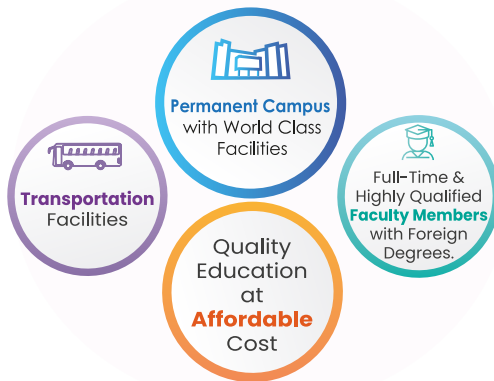 Permanent Campus
with World Class
Facilities
Transportation
Facilities
Full-Time &
Highly Qualified
Faculty Members
with Foreign
Degrees.
Quality
Education
at
Affordable
Cost